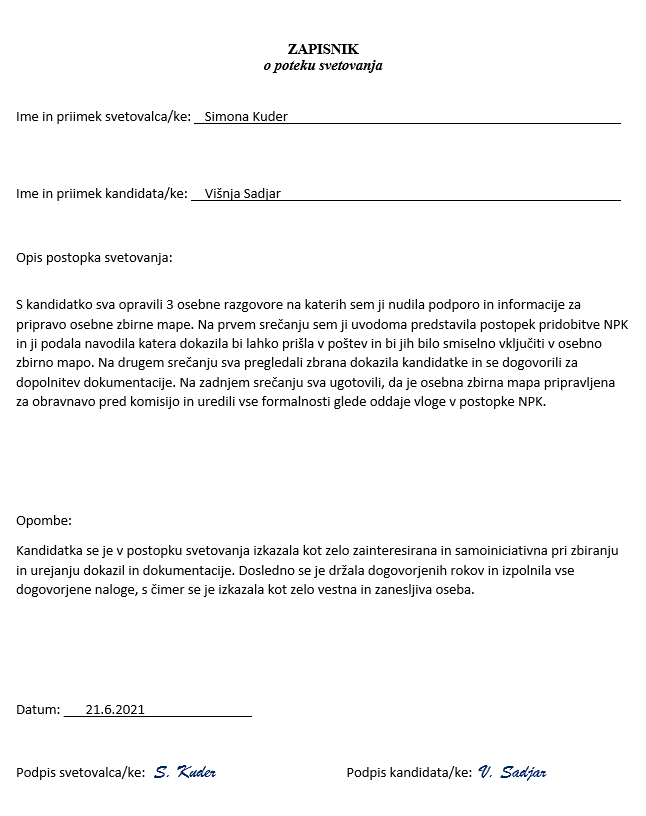 ZAPISNIK
o poteku svetovanja
Ime in priimek svetovalca/ke: Simona Kuder
Ime in priimek kandidata/ke: Višnja Sadjar
Opis postopka svetovanja:
S kandidatko sva opravili 3 osebne razgovore na katerih sem ji nudila podporo in informacije za
pripravo osebne zbirne mape. Na prvem srečanju sem ji uvodoma predstavila postopek pridobitve NPK
in ji podala navodila katera dokazila bi lahko prišla v poštev in bi jih bilo smiselno vključiti v osebno
zbirno mapo. Na drugem srečanju sva pregledali zbrana dokazila kandidatke in se dogovorili za
dopolnitev dokumentacije. Na zadnjem srečanju sva ugotovili, da je osebna zbirna mapa pripravljena
za obravnavo pred komisijo in uredili vse formalnosti glede oddaje vloge v postopke NPK.
Opombe:
Kandidatka se je v postopku svetovanja izkazala kot zelo zainteresirana in samoiniciativna pri zbiranju
in urejanju dokazil in dokumentacije. Dosledno se je držala dogovorjenih rokov in izpolnila vse
dogovorjene naloge, s čimer se je izkazala kot zelo vestna in zanesljiva oseba.
Datum: 21.6.2021
Podpis svetovalca/ke: S. Kuder Podpis kandidata/ke: V. Sadjar